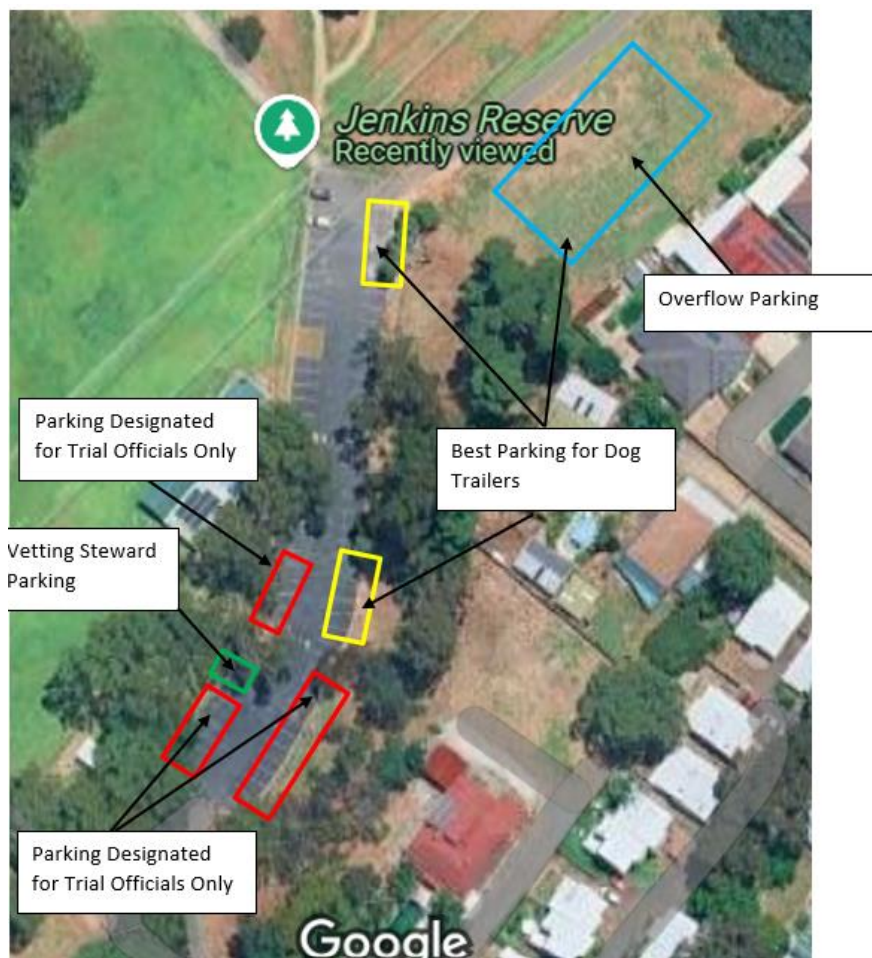 Jenkins Reserve
Recently viewed
Overflow Parking
Parking Designated
for Trial Officials Only
Best Parking for Dog
Trailers
Vetting Steward
Parking
Parking Designated
for Trial Officials Only
Google